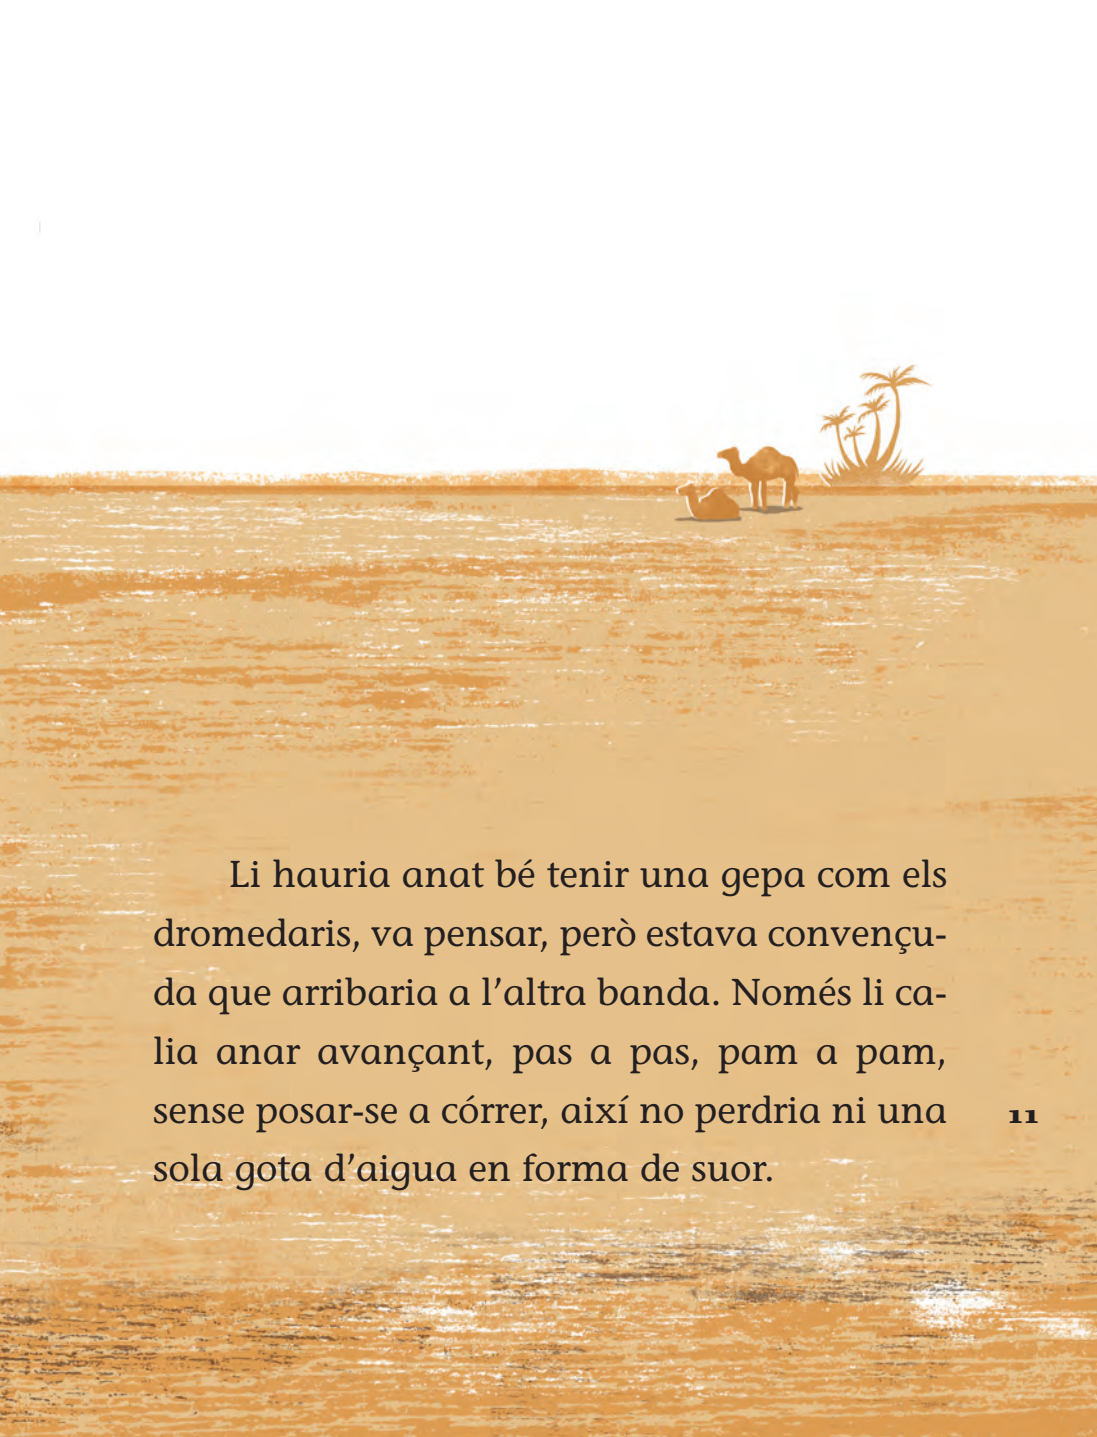 Li hauria anat bé tenir una gepa com els
dromedaris, va pensar, però estava convençu-
da que arribaria a l’altra banda. Només li ca-
lia anar avançant, pas a pas, pam a pam,
sense posar-se a córrer, així no perdria ni una
sola gota d’aigua en forma de suor.
11